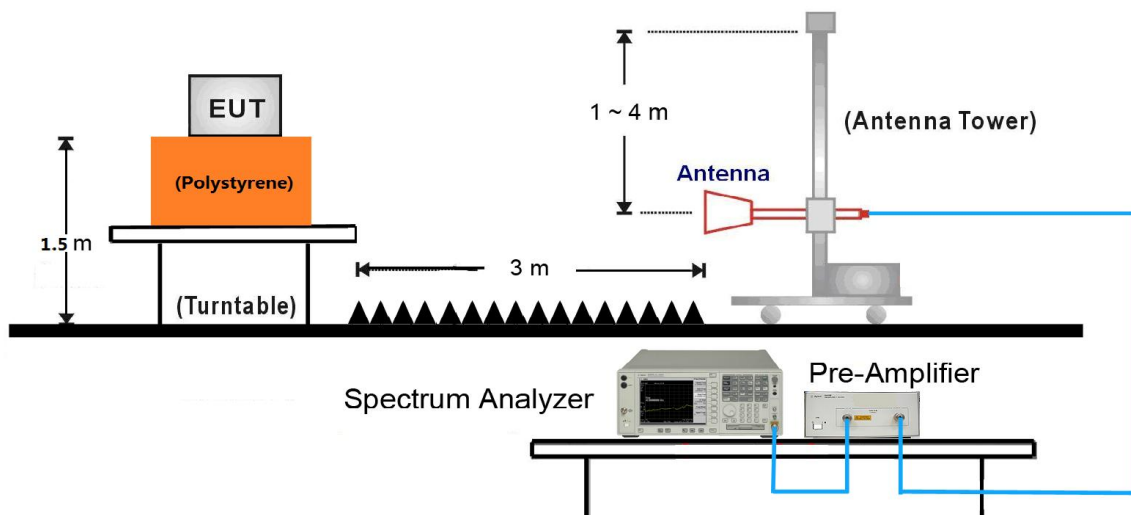 EUT
(Polystyrene)
1.5 m
(Turntable)
3 m
1 ~ 4 m
(Antenna Tower)
Antenna
Spectrum Analyzer
Pre-Amplifier